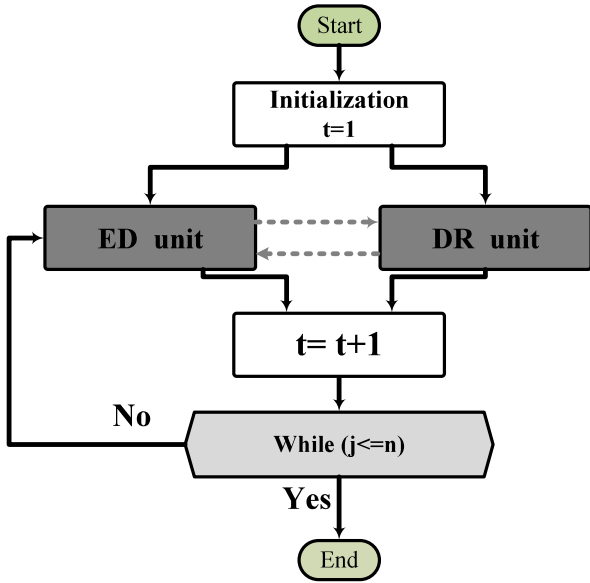 Start
Initialization
t=1
ED unit
DR unit
t= t+1
No
While (j<=n)
Yes
End